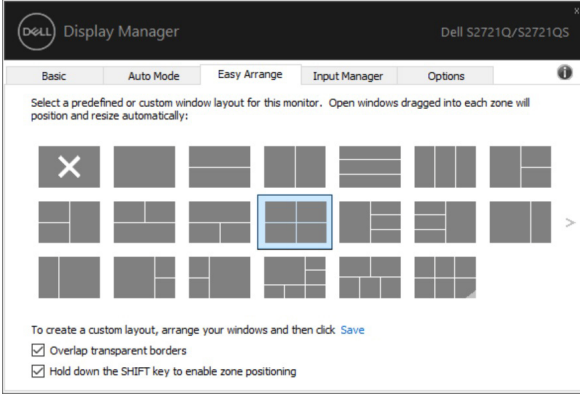 DELL Display Manager Dell S2721Q/S2721QS
Basic Auto Mode Easy Arrange Input Manager Options
Select a predefined or custom window layout for this monitor. Open windows dragged into each zone will
position and resize automatically:
To create a custom layout, arrange your windows and then click Save
Overlap transparent borders
Hold down the SHIFT key to enable zone positioning